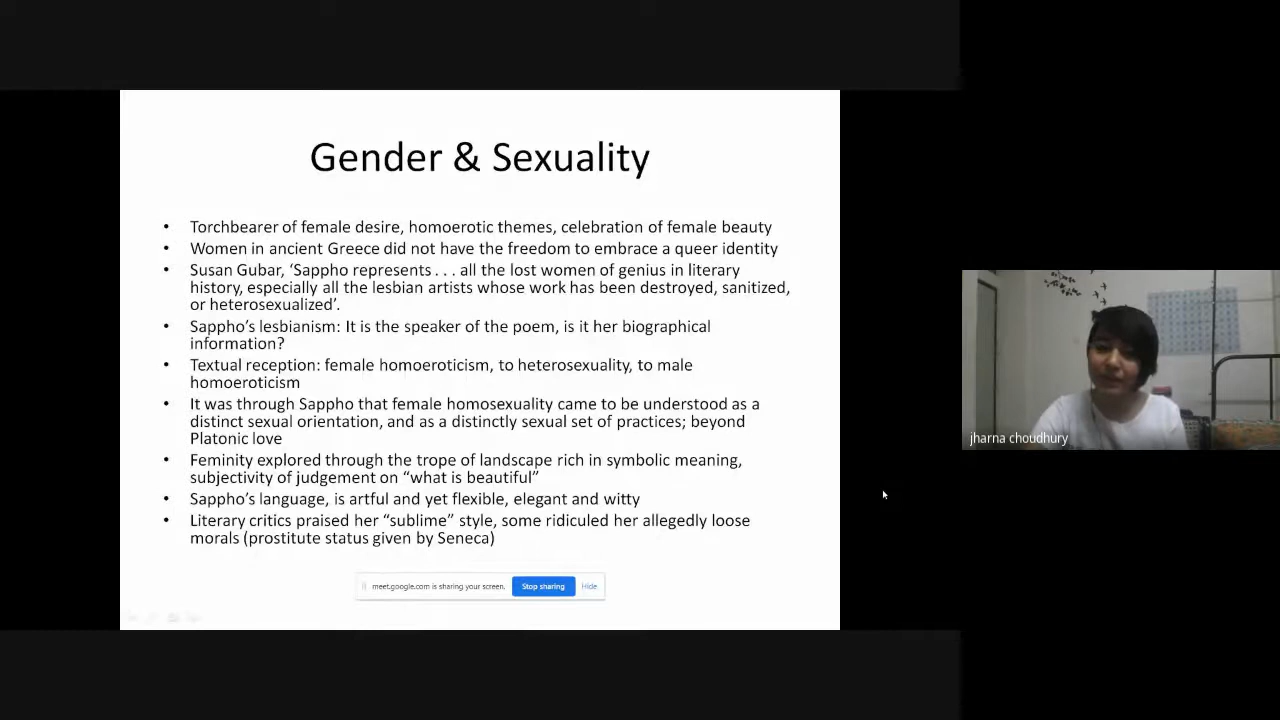 Gender & Sexuality
• Torchbearer of female desire, homoerotic themes, celebration of female beauty
• Women in ancient Greece did not have the freedom to embrace a queer identity
• Susan Gubar, ‘Sappho represents . . . all the lost women of genius in literary
history, especially all the lesbian artists whose work has been destroyed, sanitized,
or heterosexualized’.
• Sappho’s lesbianism: It is the speaker of the poem, is it her biographical
information?
• Textual reception: female homoeroticism, to heterosexuality, to male
homoeroticism
• It was through Sappho that female homosexuality came to be understood as a
distinct sexual orientation, and as a distinctly sexual set of practices; beyond
Platonic love
• Feminity explored through the trope of landscape rich in symbolic meaning,
subjectivity of judgement on “what is beautiful”
• Sappho’s language, is artful and yet flexible, elegant and witty
• Literary critics praised her “sublime” style, some ridiculed her allegedly loose
morals (prostitute status given by Seneca)
meet.google.com is sharing your screen. Stop sharing Hide
jharna choudhury